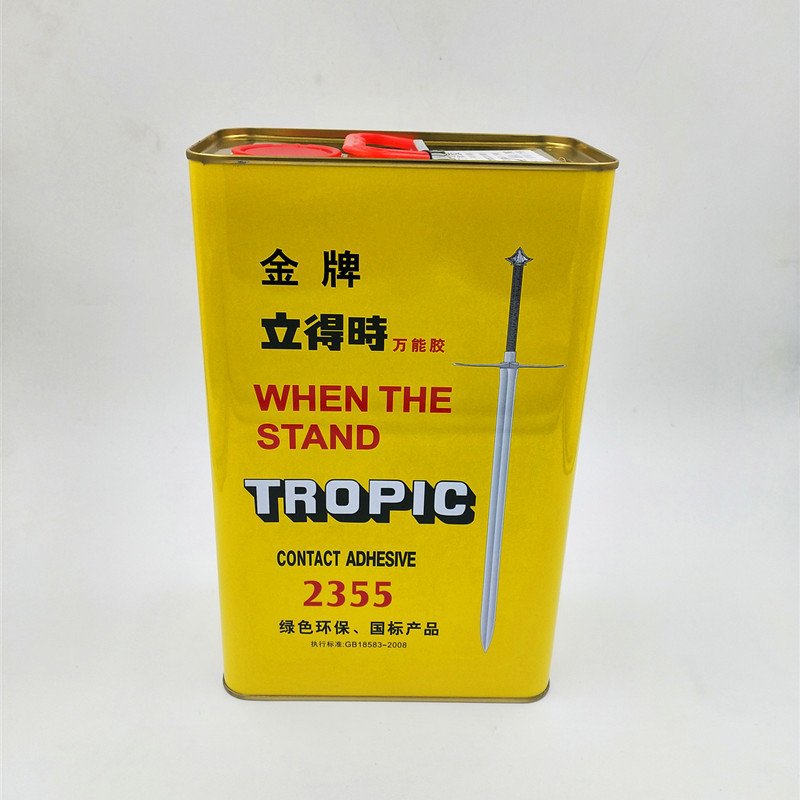 金牌
立得時 万能胶
WHEN THE
STAND
TROPIC
CONTACT ADHESIVE
2355
绿色环保、国标产品
执行标准:GB18583-2008